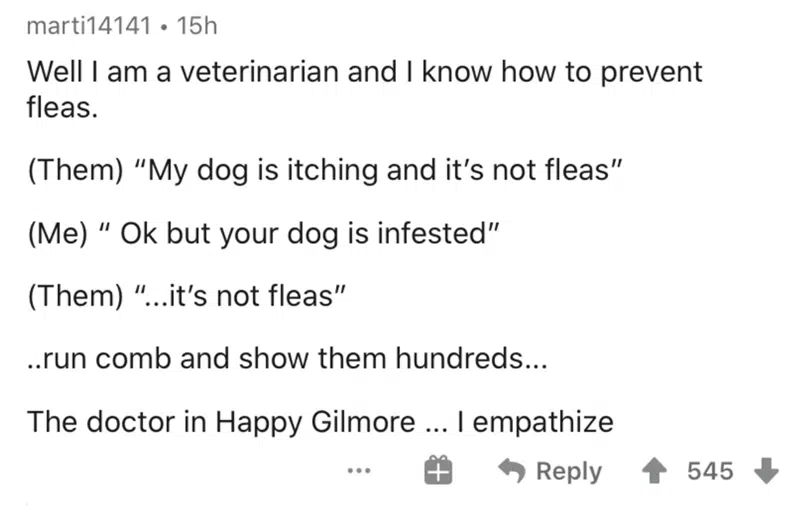 marti14141 • 15h
Well I am a veterinarian and I know how to prevent
fleas.
(Them) “My dog is itching and it’s not fleas”
(Me) “ Ok but your dog is infested”
(Them) “...it’s not fleas”
..run comb and show them hundreds...
The doctor in Happy Gilmore ... I empathize
... Reply 545